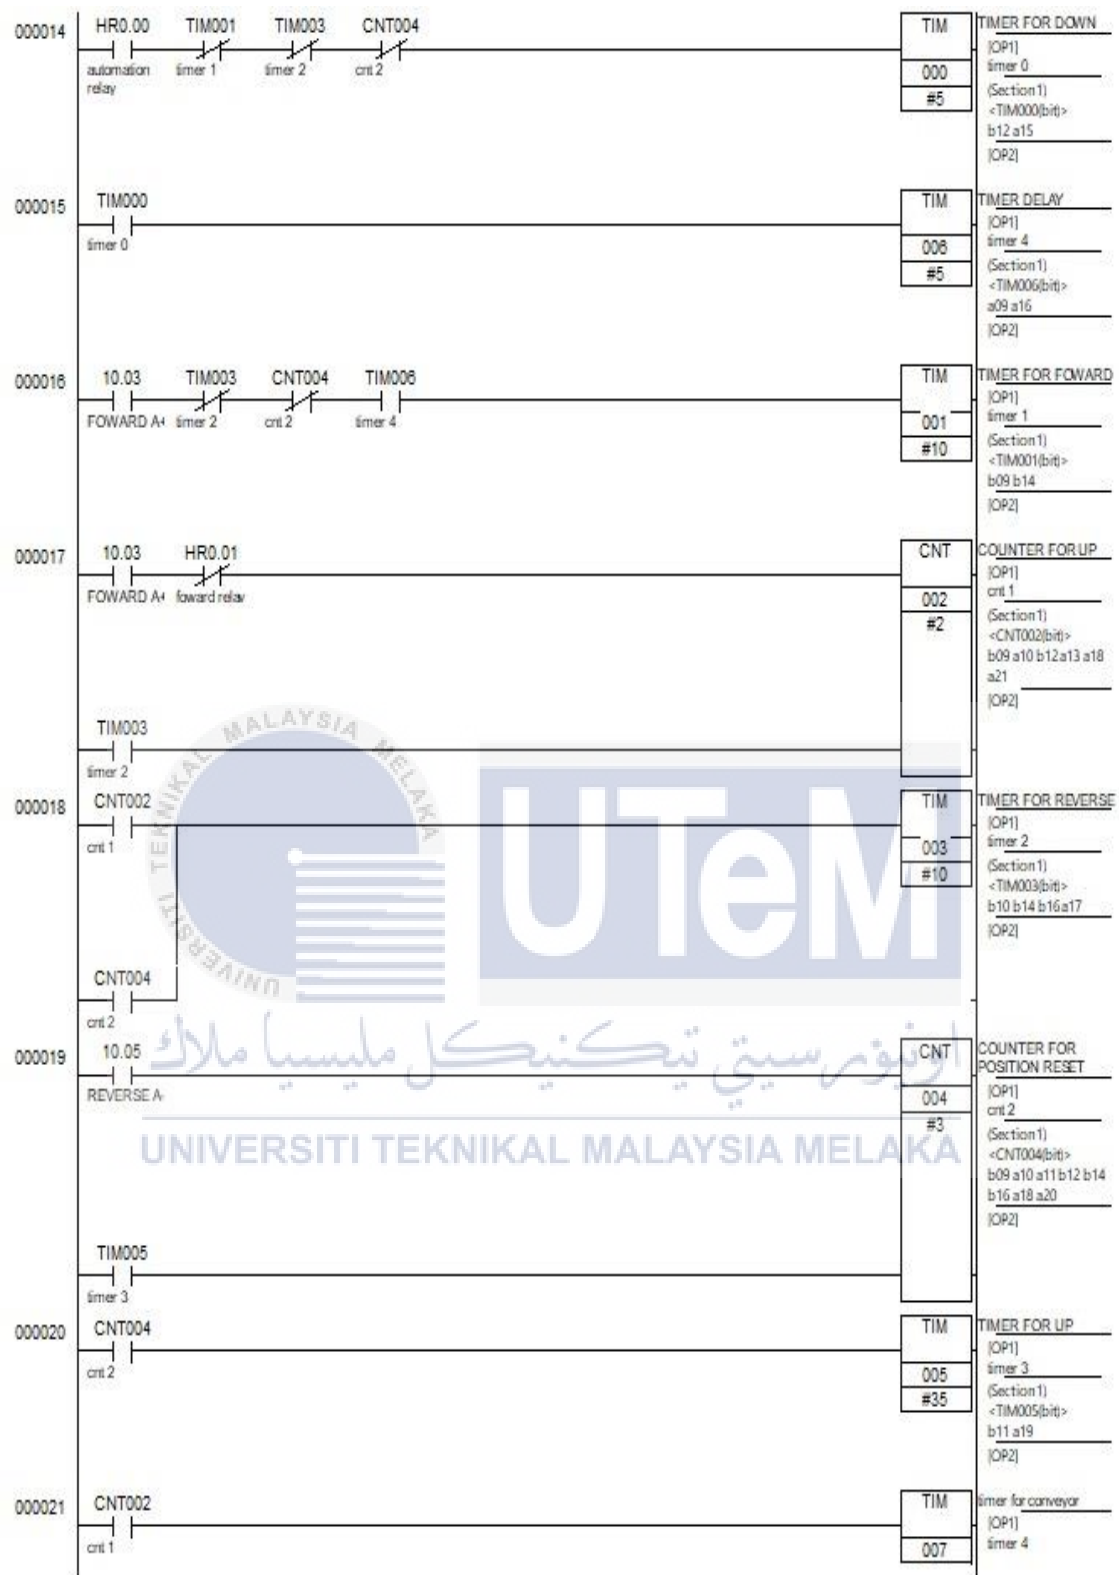 000014
HR0.00 TIM001 TIM003 CNT004
automation relay
timer 1
timer 2
cnt 2
TIM
000
#5
TIMER FOR DOWN
[OP1]
timer 0
(Section1)
<TIM000(bit)>
b12 a15
[OP2]
000015
TIM000
timer 0
TIM
006
#5
TIMER DELAY
[OP1]
timer 4
(Section1)
<TIM006(bit)>
a09 a16
[OP2]
000016
10.03 TIM003 CNT004 TIM006
FOWARD A
timer 2
cnt 2
timer 4
TIM
001
#10
TIMER FOR FOWARD
[OP1]
timer 1
(Section1)
<TIM001(bit)>
b09 b14
[OP2]
000017
10.03 HR0.01
FOWARD A
foward relay
CNT
002
#2
COUNTER FOR UP
[OP1]
cnt 1
(Section1)
<CNT002(bit)>
b09 a10 b12 a13 a18
a21
[OP2]
TIM003
timer 2
000018
CNT002
cnt 1
TIM
003
#10
TIMER FOR REVERSE
[OP1]
timer 2
(Section1)
<TIM003(bit)>
b10 b14 b16 a17
[OP2]
CNT004
cnt 2
000019
10.05
REVERSE A
CNT
004
#3
COUNTER FOR
POSITION RESET
[OP1]
cnt 2
(Section1)
<CNT004(bit)>
b09 a10 a11 b12 b14
b16 a18 a20
[OP2]
TIM005
timer 3
000020
CNT004
cnt 2
TIM
005
#35
TIMER FOR UP
[OP1]
timer 3
(Section1)
<TIM005(bit)>
b11 a19
[OP2]
000021
CNT002
cnt 1
TIM
007
timer for conveyor
[OP1]
timer 4
UNIVERSITI TEKNIKAL MALAYSIA MELAKA
UTeM
اونيۏرسيتي تيكنيكل مليسيا ملاك
UNIVERSITI TEKNIKAL MALAYSIA MELAKA